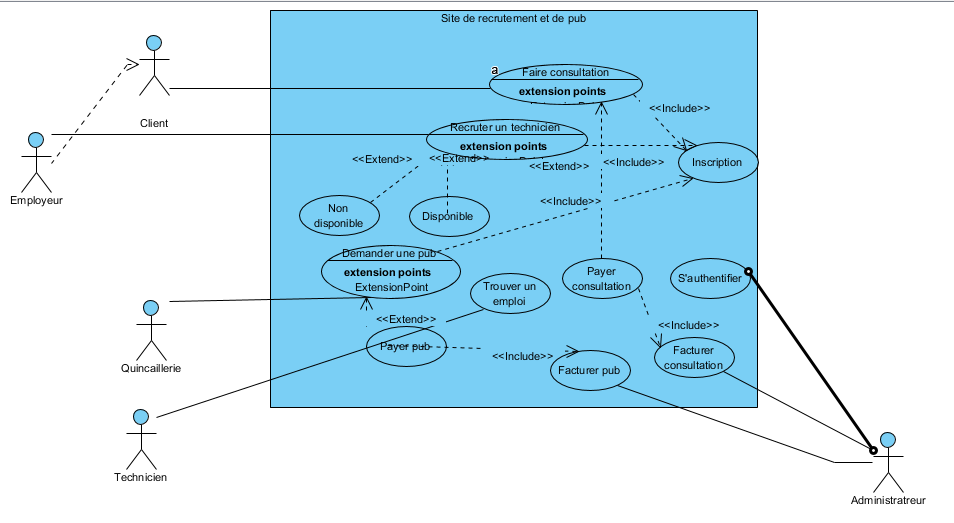 Site de recrutement et de pub
a
Faire consultation
extension points
<<Include>>
Client
Recruter un technicien
extension points
<<Extend>>
<<Extend>>
<<Extend>>
<<Include>>
Inscription
Employeur
Non
disponible
Disponible
<<Include>>
Demander une pub
extension points
ExtensionPoint
Trouver un
emploi
Payer
consultation
S'authentifier
<<Extend>>
<<Include>>
Payer pub
<<Include>>
Facturer pub
Facturer
consultation
Quincaillerie
Technicien
Administratreur